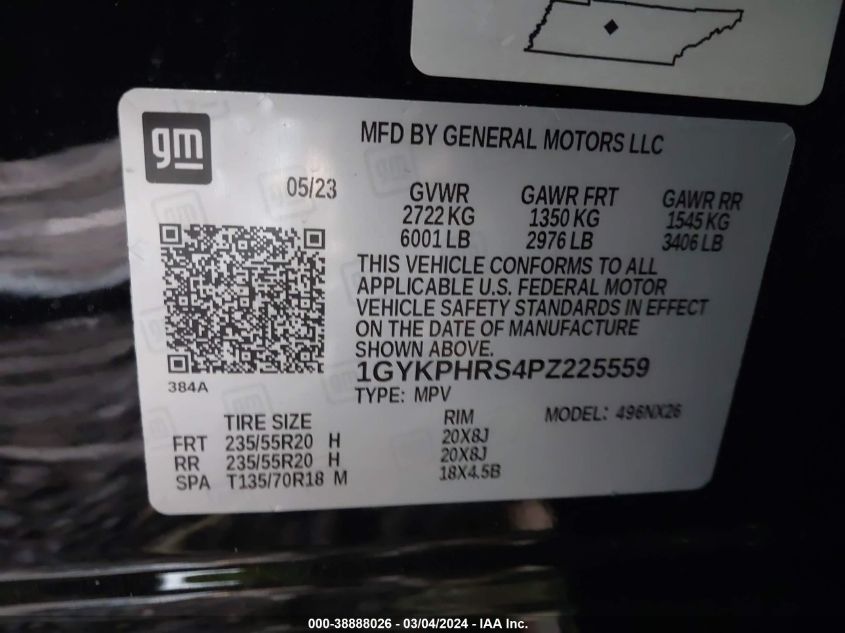 gm
MFD BY GENERAL MOTORS LLC
05/23
GVWR GAWR FRT GAWR RR
2722 KG 1350 KG 1545 KG
6001 LB 2976 LB 3406 LB
THIS VEHICLE CONFORMS TO ALL
APPLICABLE U.S. FEDERAL MOTOR
VEHICLE SAFETY STANDARDS IN EFFECT
ON THE DATE OF MANUFACTURE
SHOWN ABOVE.
1GYKPHRS4PZ225559
384A
TYPE: MPV MODEL: 496NX26
TIRE SIZE RIM
FRT 235/55R20 H 20X8J
RR 235/55R20 H 20X8J
SPA T135/70R18 M 18X4.5B
000-38888026 - 03/04/2024 - IAA Inc.